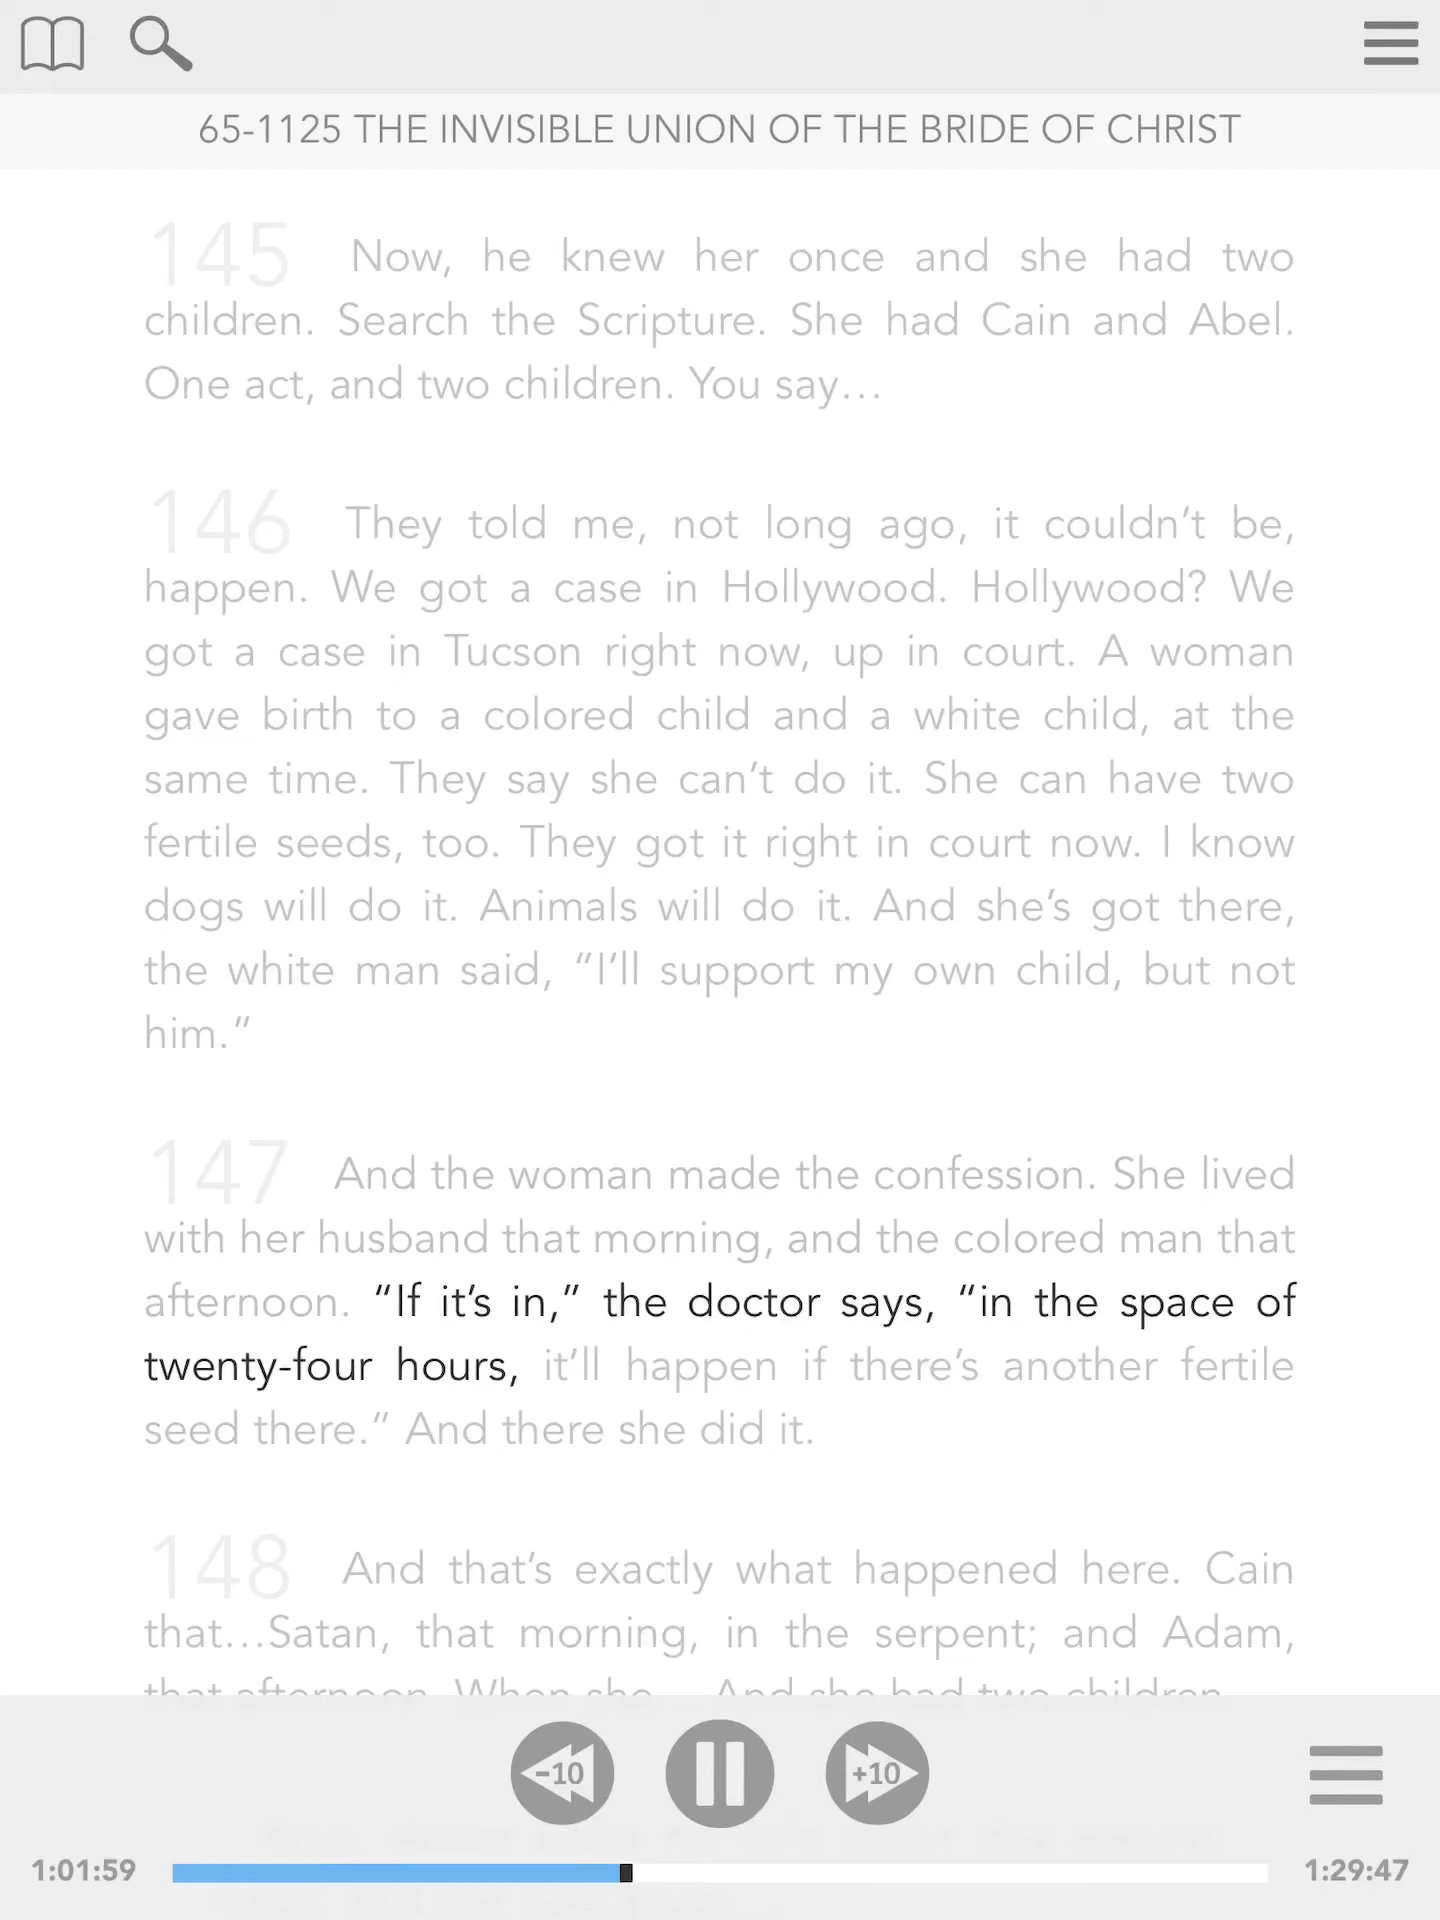 65-1125 THE INVISIBLE UNION OF THE BRIDE OF CHRIST
145 Now, he knew her once and she had two
children. Search the Scripture. She had Cain and Abel.
One act, and two children. You say…
146 They told me, not long ago, it couldn’t be,
happen. We got a case in Hollywood. Hollywood? We
got a case in Tucson right now, up in court. A woman
gave birth to a colored child and a white child, at the
same time. They say she can’t do it. She can have two
fertile seeds, too. They got it right in court now. I know
dogs will do it. Animals will do it. And she’s got there,
the white man said, “I’ll support my own child, but not
him.”
147 And the woman made the confession. She lived
with her husband that morning, and the colored man that
afternoon. “If it’s in,” the doctor says, “in the space of
twenty-four hours, it’ll happen if there’s another fertile
seed there.” And there she did it.
148 And that’s exactly what happened here. Cain
that…Satan, that morning, in the serpent; and Adam,
that afternoon. When she… And she had two children
-10 +10
1:01:59 1:29:47